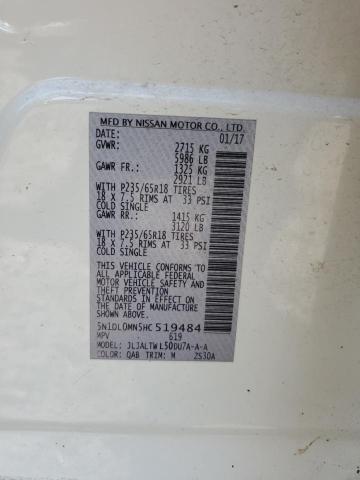 MFD BY NISSAN MOTOR CO., LTD.
DATE: 01/17
GVWR: 2715 KG
5986 LB
GAWR FR.: 1325 KG
2921 LB
WITH P235/65R18 TIRES
18 X 7.5 RIMS AT 33 PSI
COLD SINGLE
GAWR RR.: 1415 KG
3120 LB
WITH P235/65R18 TIRES
18 X 7.5 RIMS AT 33 PSI
COLD SINGLE
THIS VEHICLE CONFORMS TO ALL
APPLICABLE FEDERAL
MOTOR VEHICLE SAFETY AND
THEFT PREVENTION
STANDARDS IN EFFECT
ON THE DATE OF
MANUFACTURE SHOWN ABOVE.
5N1DL0MN5HC519484
MPV 619
MODEL: JLJALTWL50DU7A-A-A
COLOR: QAB TRIM: M ZS30A